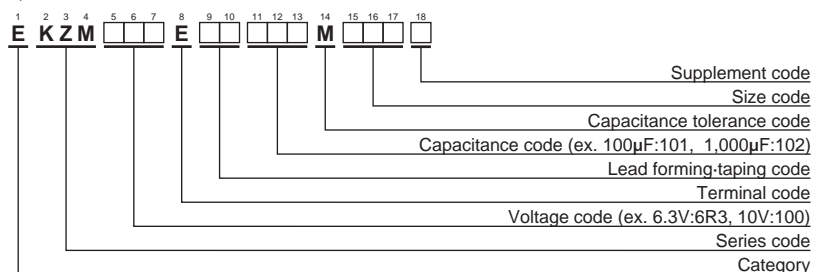 1 2 3 4 5 6 7 8 9 10 11 12 13 14 15 16 17 18
E K Z M □□□ E □□ □□□ M □□□ □
Supplement code
Size code
Capacitance tolerance code
Capacitance code (ex. 100μF:101, 1,000μF:102)
Lead forming·taping code
Terminal code
Voltage code (ex. 6.3V:6R3, 10V:100)
Series code
Category